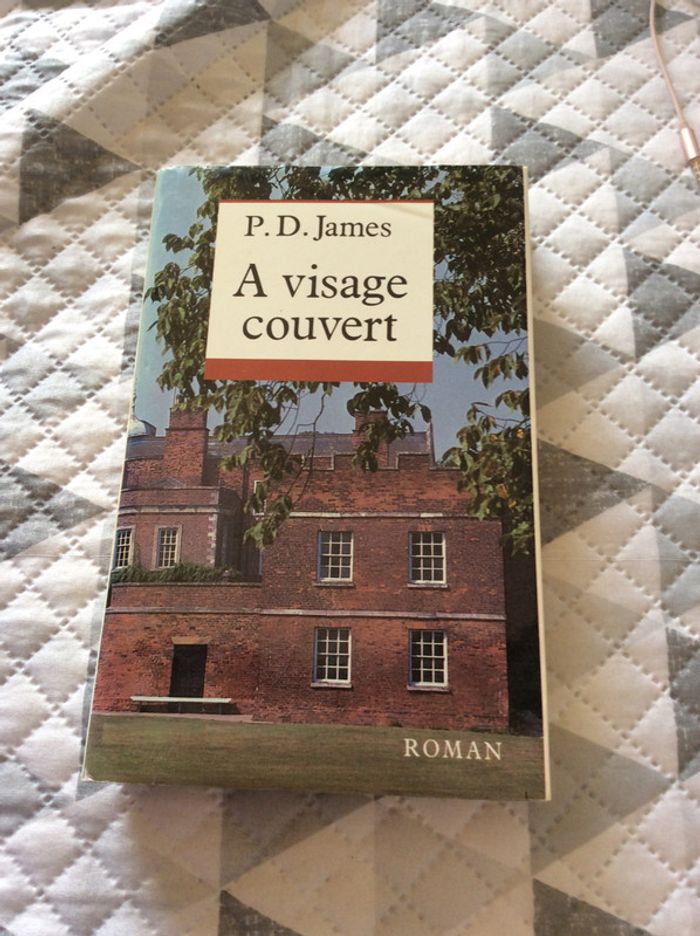 P. D. James
A visage
couvert
ROMAN